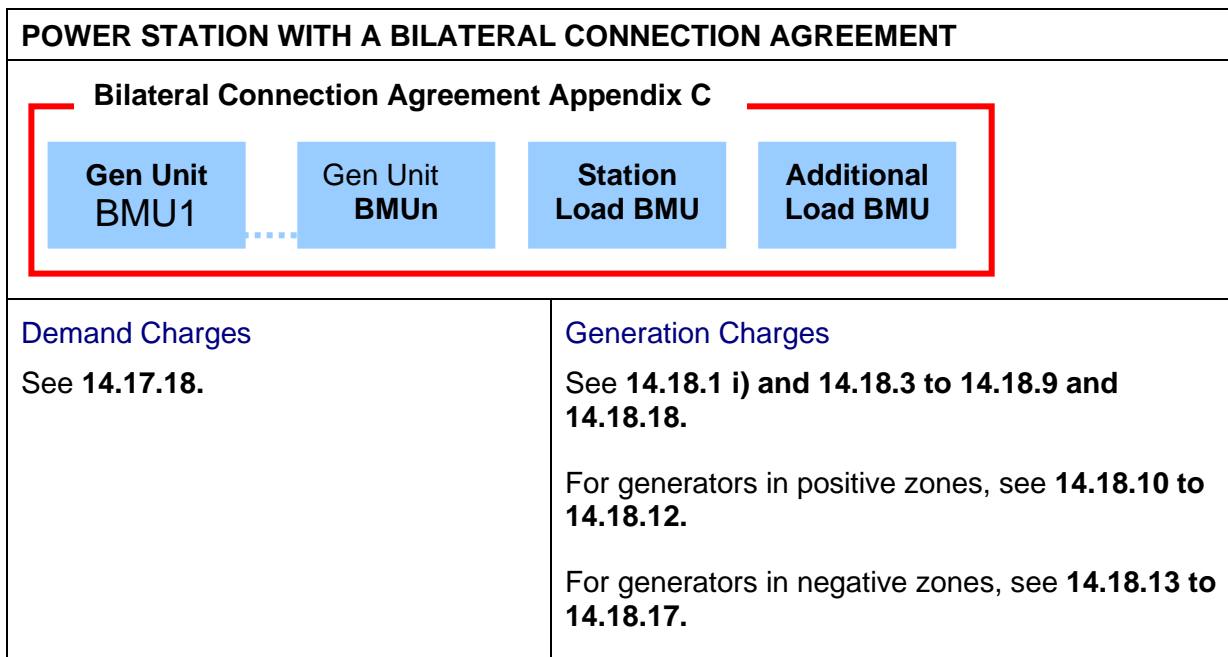 POWER STATION WITH A BILATERAL CONNECTION AGREEMENT
Bilateral Connection Agreement Appendix C
Gen Unit
BMU1
Gen Unit
BMUn
Station
Load BMU
Additional
Load BMU
Demand Charges
See 14.17.18.
Generation Charges
See 14.18.1 i) and 14.18.3 to 14.18.9 and
14.18.18.
For generators in positive zones, see 14.18.10 to
14.18.12.
For generators in negative zones, see 14.18.13 to
14.18.17.